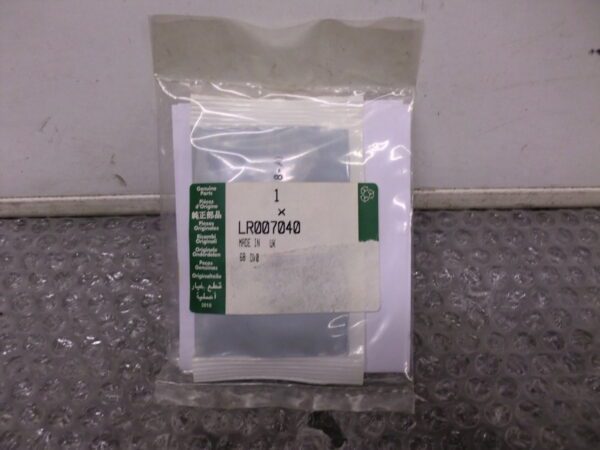 Genuine
Parts
Pièces
d'Origine
純正部品
Piezas
Originales
Ricambi
Originali
Originele
Onderdelen
Peças
Genuínas
Originalteile
قطع غيار
أصلية
1
x
LR007040
MADE IN UK